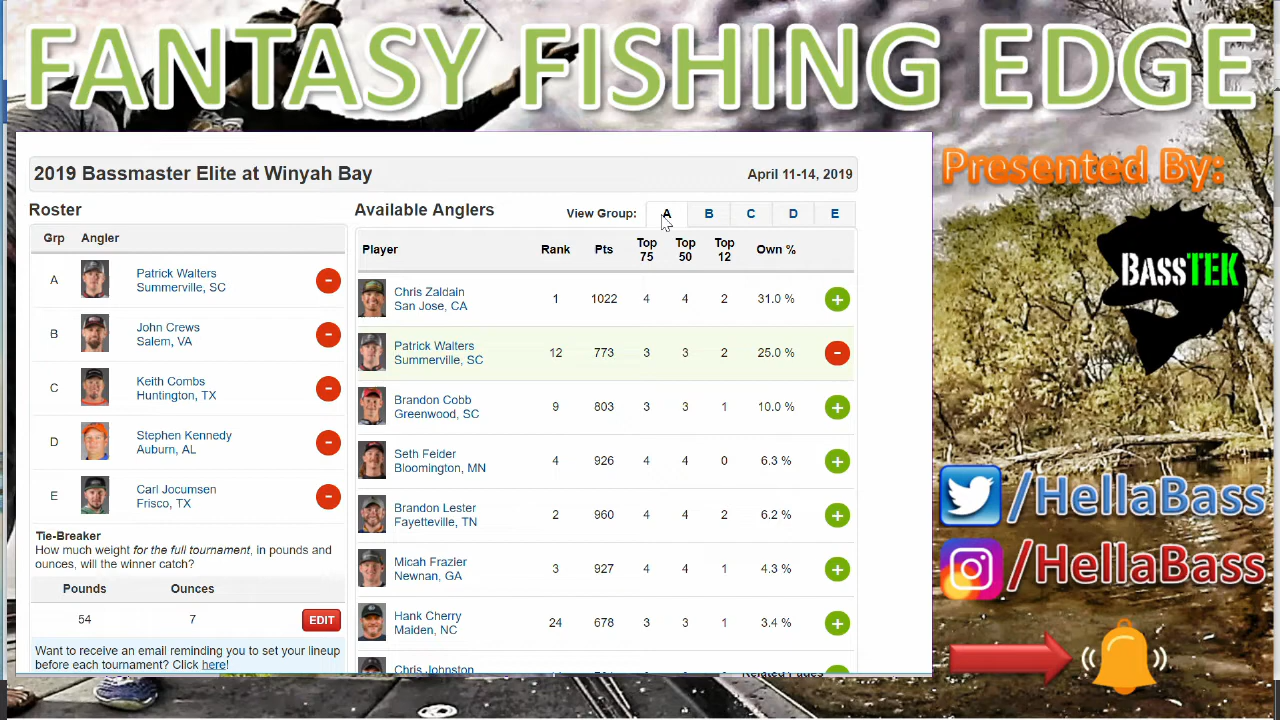 FANTASY FISHING EDGE
2019 Bassmaster Elite at Winyah Bay
April 11-14, 2019
Roster
Grp Angler
A Patrick Walters
Summerville, SC
B John Crews
Salem, VA
C Keith Combs
Huntington, TX
D Stephen Kennedy
Auburn, AL
E Carl Jocumsen
Frisco, TX
Tie-Breaker
How much weight for the full tournament, in pounds and
ounces, will the winner catch?
Pounds Ounces
54 7 EDIT
Want to receive an email reminding you to set your lineup
before each tournament? Click here!
Available Anglers View Group: A B C D E
Player Rank Pts Top 75 Top 50 Top 12 Own %
Chris Zaldain 1 1022 4 4 2 31.0 %
San Jose, CA
Patrick Walters 12 773 3 3 2 25.0 %
Summerville, SC
Brandon Cobb 9 803 3 3 1 10.0 %
Greenwood, SC
Seth Feider 4 926 4 4 0 6.3 %
Bloomington, MN
Brandon Lester 2 960 4 4 2 6.2 %
Fayetteville, TN
Micah Frazier 3 927 4 4 1 4.3 %
Newnan, GA
Hank Cherry 24 678 3 3 1 3.4 %
Maiden, NC
Chris Johnston
Presented By:
BASSTEK
/HellaBass
/HellaBass